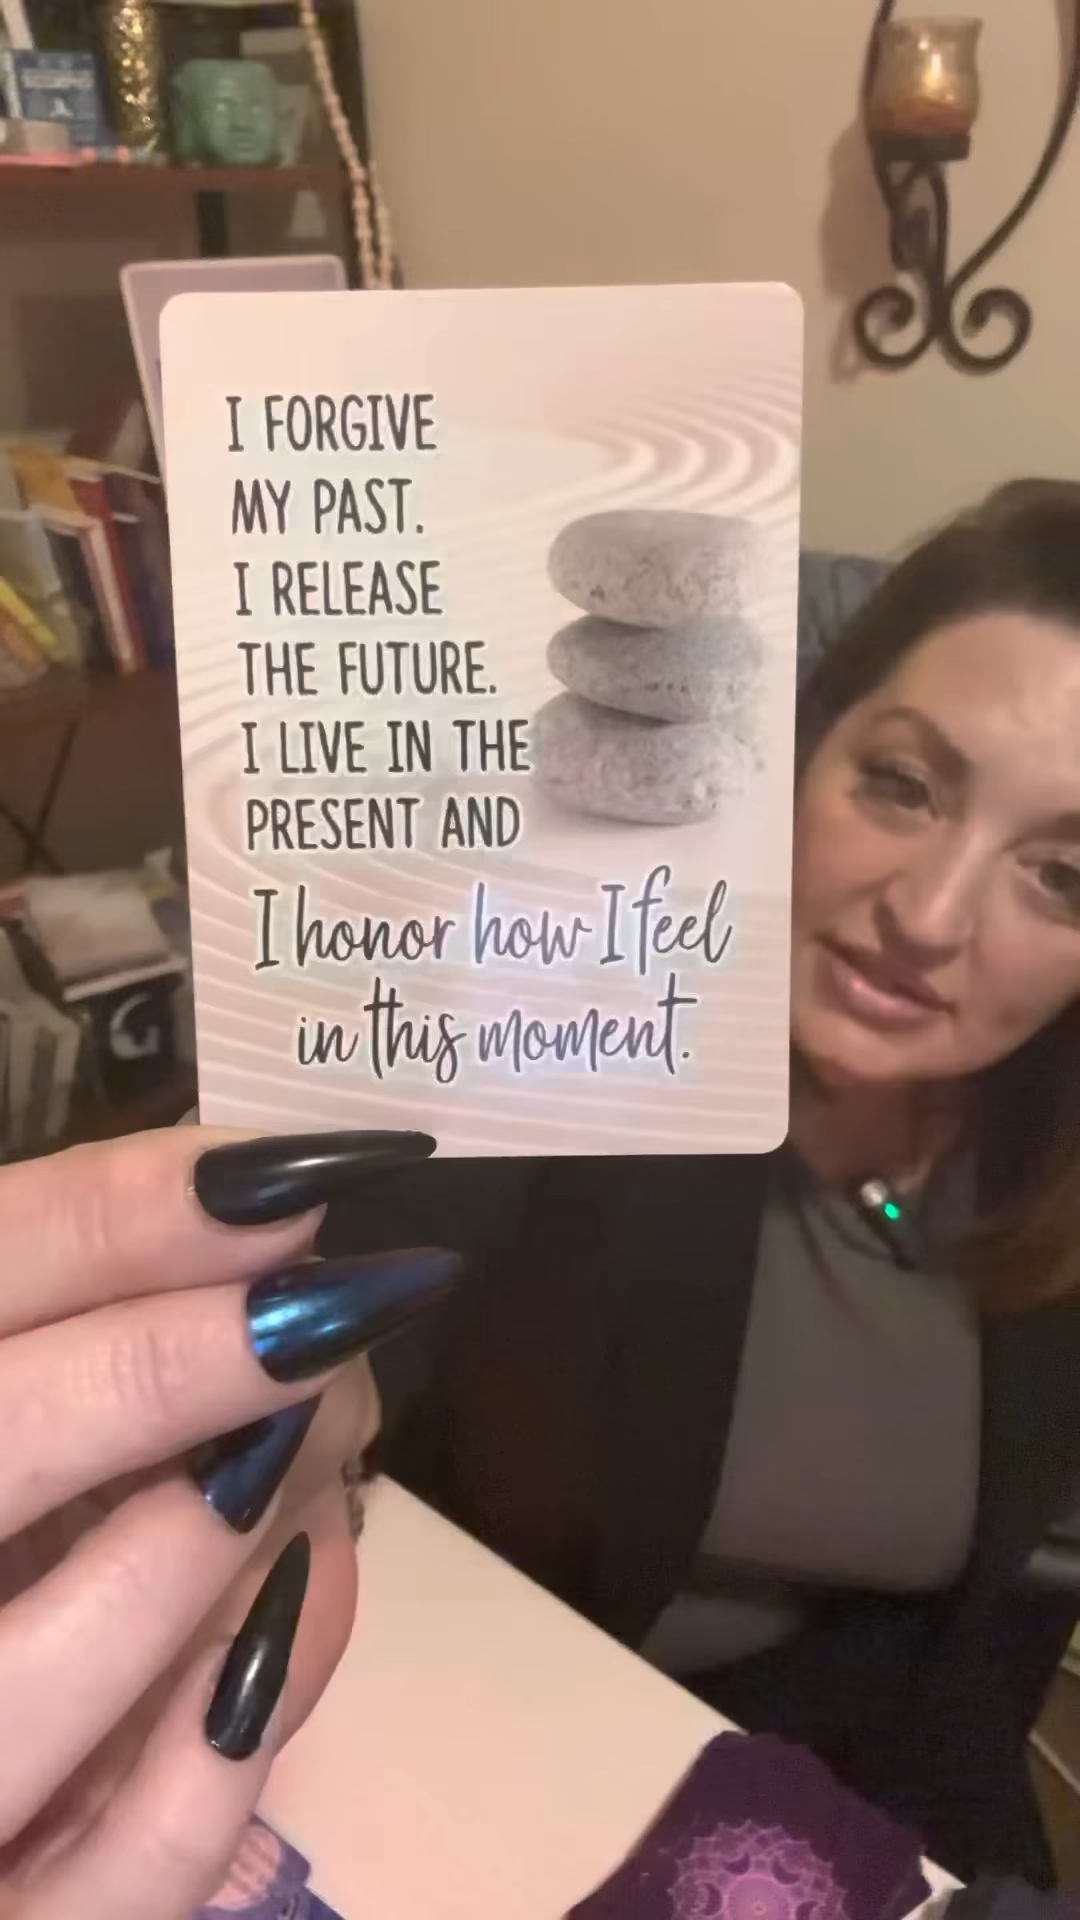 I FORGIVE
MY PAST.
I RELEASE
THE FUTURE.
I LIVE IN THE
PRESENT AND
I honor how I feel
in this moment.